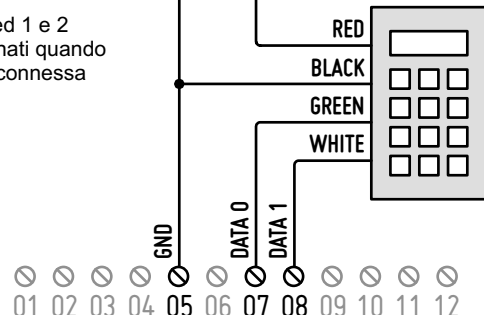 ed 1 e 2
nati quando
connessa
RED
BLACK
GREEN
WHITE
GND
DATA 0
DATA 1
01 02 03 04 05 06 07 08 09 10 11 12